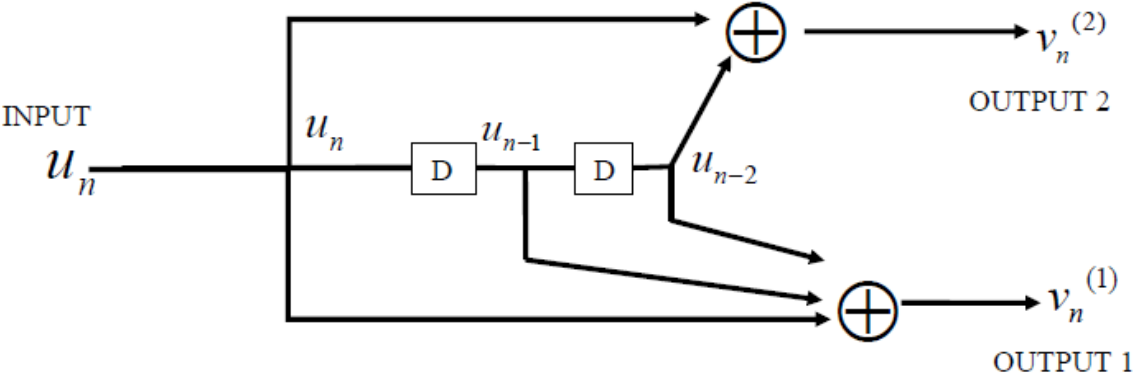 v_n^(2)
OUTPUT 2
INPUT
u_n
u_n
D
u_{n-1}
D
u_{n-2}
v_n^(1)
OUTPUT 1